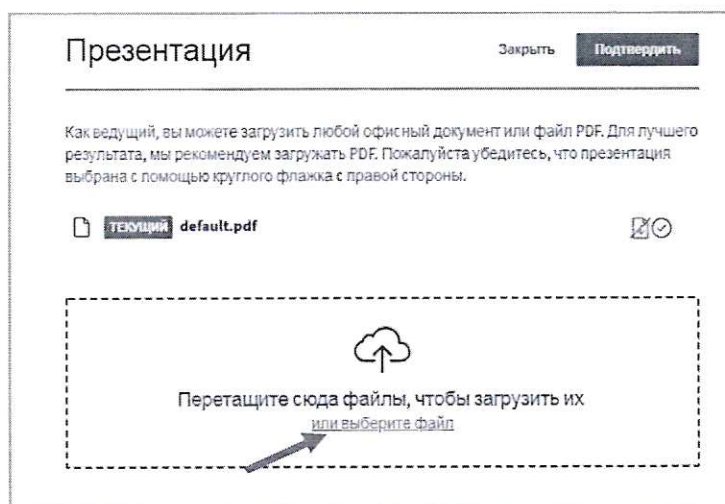 Презентация
Закрыть
Подтвердить
Как ведущий, вы можете загрузить любой офисный документ или файл PDF. Для лучшего
результата, мы рекомендуем загружать PDF. Пожалуйста убедитесь, что презентация
выбрана с помощью круглого флажка с правой стороны.
ТЕКУЩИЙ default.pdf
Перетащите сюда файлы, чтобы загрузить их
или выберите файл